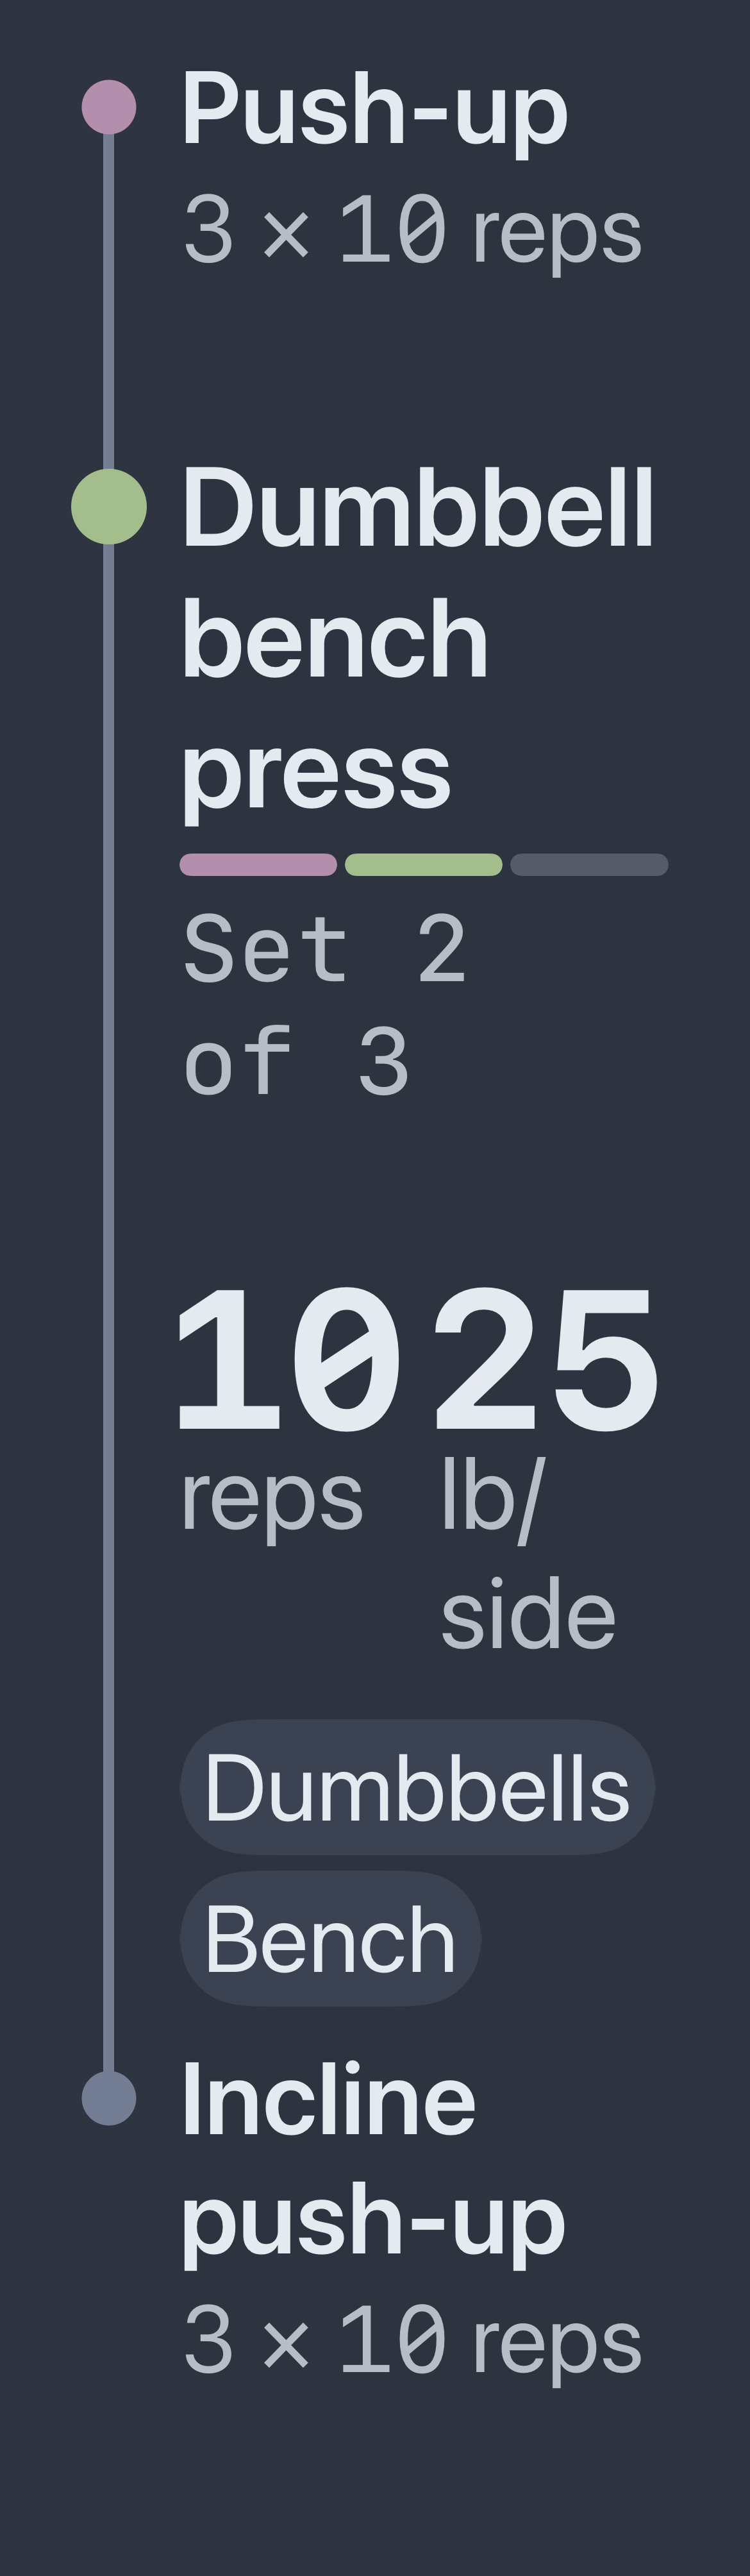 Push-up
3 × 10 reps
Dumbbell
bench
press
Set 2
of 3
10 25
reps lb/
side
Dumbbells
Bench
Incline
push-up
3 × 10 reps